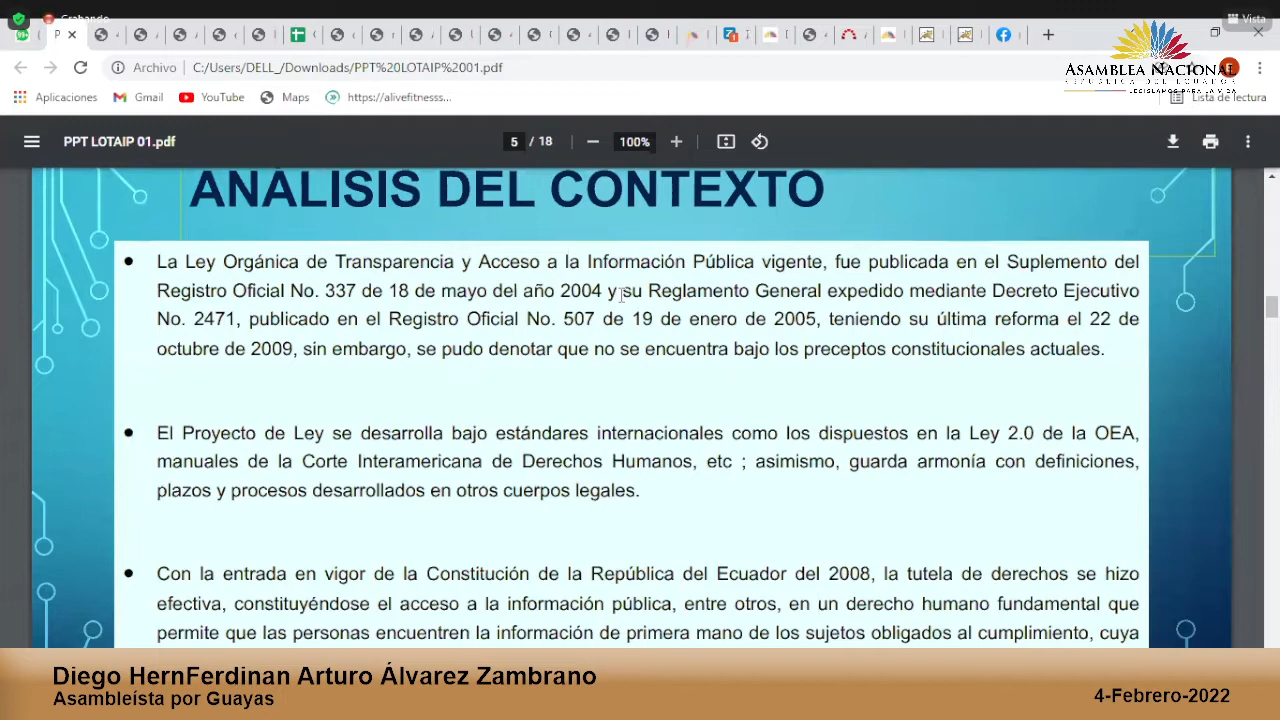 Grabando
Vista
Archivo C:/Users/DELL_/Downloads/PPT%20LOTAIP%2001.pdf
ASAMBLEA NACIONAL
REPÚBLICA DEL ECUADOR
LEGISLAMOS PARA LA VIDA
Aplicaciones Gmail YouTube Maps https://alivefitnesss... Lista de lectura
PPT LOTAIP 01.pdf 5 / 18 100%
ANÁLISIS DEL CONTEXTO
La Ley Orgánica de Transparencia y Acceso a la Información Pública vigente, fue publicada en el Suplemento del
Registro Oficial No. 337 de 18 de mayo del año 2004 y su Reglamento General expedido mediante Decreto Ejecutivo
No. 2471, publicado en el Registro Oficial No. 507 de 19 de enero de 2005, teniendo su última reforma el 22 de
octubre de 2009, sin embargo, se pudo denotar que no se encuentra bajo los preceptos constitucionales actuales.
El Proyecto de Ley se desarrolla bajo estándares internacionales como los dispuestos en la Ley 2.0 de la OEA,
manuales de la Corte Interamericana de Derechos Humanos, etc ; asimismo, guarda armonía con definiciones,
plazos y procesos desarrollados en otros cuerpos legales.
Con la entrada en vigor de la Constitución de la República del Ecuador del 2008, la tutela de derechos se hizo
efectiva, constituyéndose el acceso a la información pública, entre otros, en un derecho humano fundamental que
permite que las personas encuentren la información de primera mano de los sujetos obligados al cumplimiento, cuya
Diego HernFerdinan Arturo Álvarez Zambrano
Asambleísta por Guayas
4-Febrero-2022